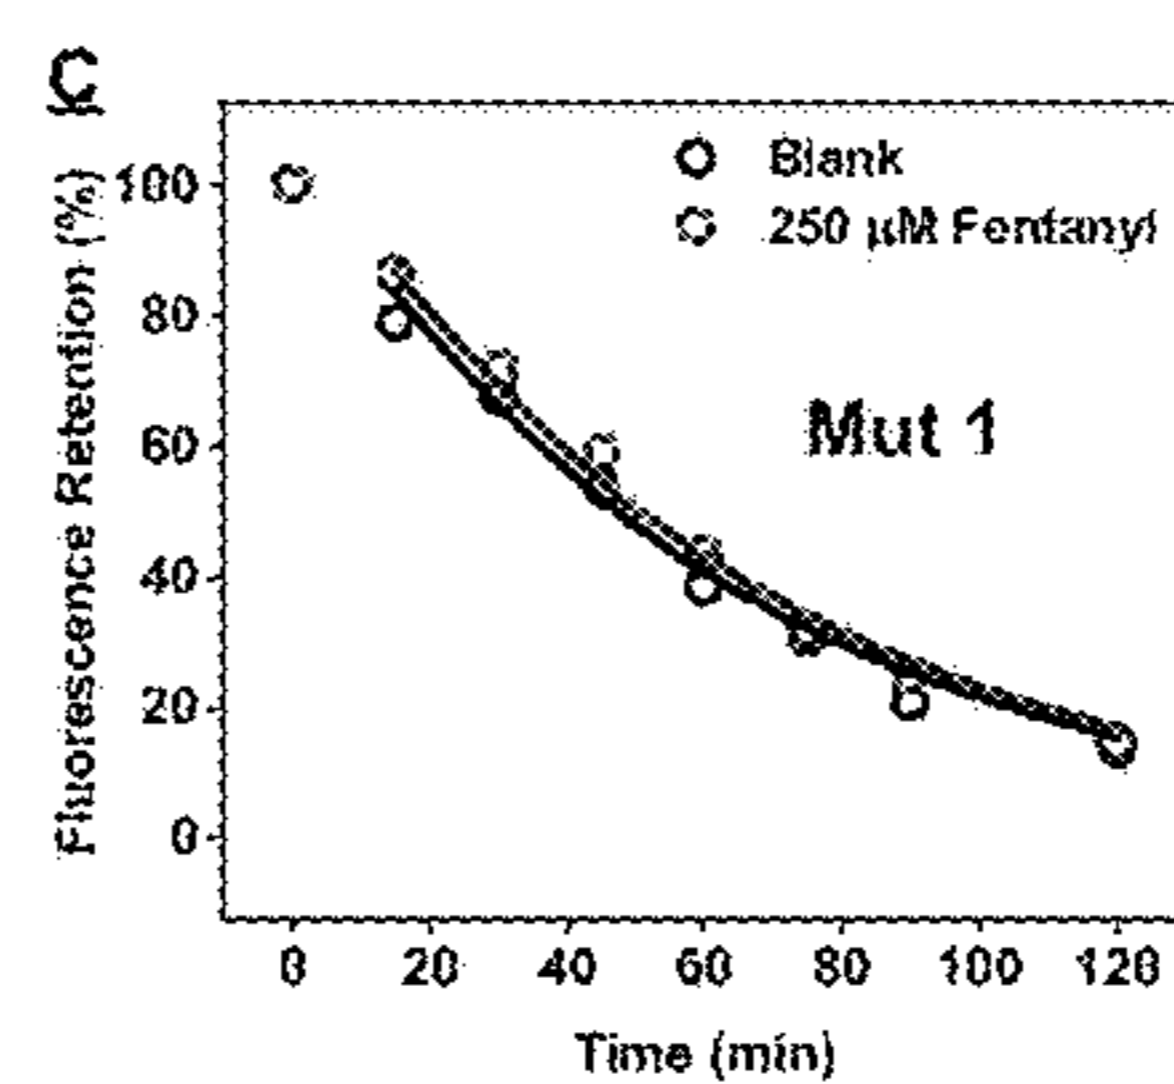 C
Fluorescence Retention (%)
100
80
60
40
20
0
Blank
250 µM Fentanyl
Mut 1
0 20 40 60 80 100 120
Time (min)